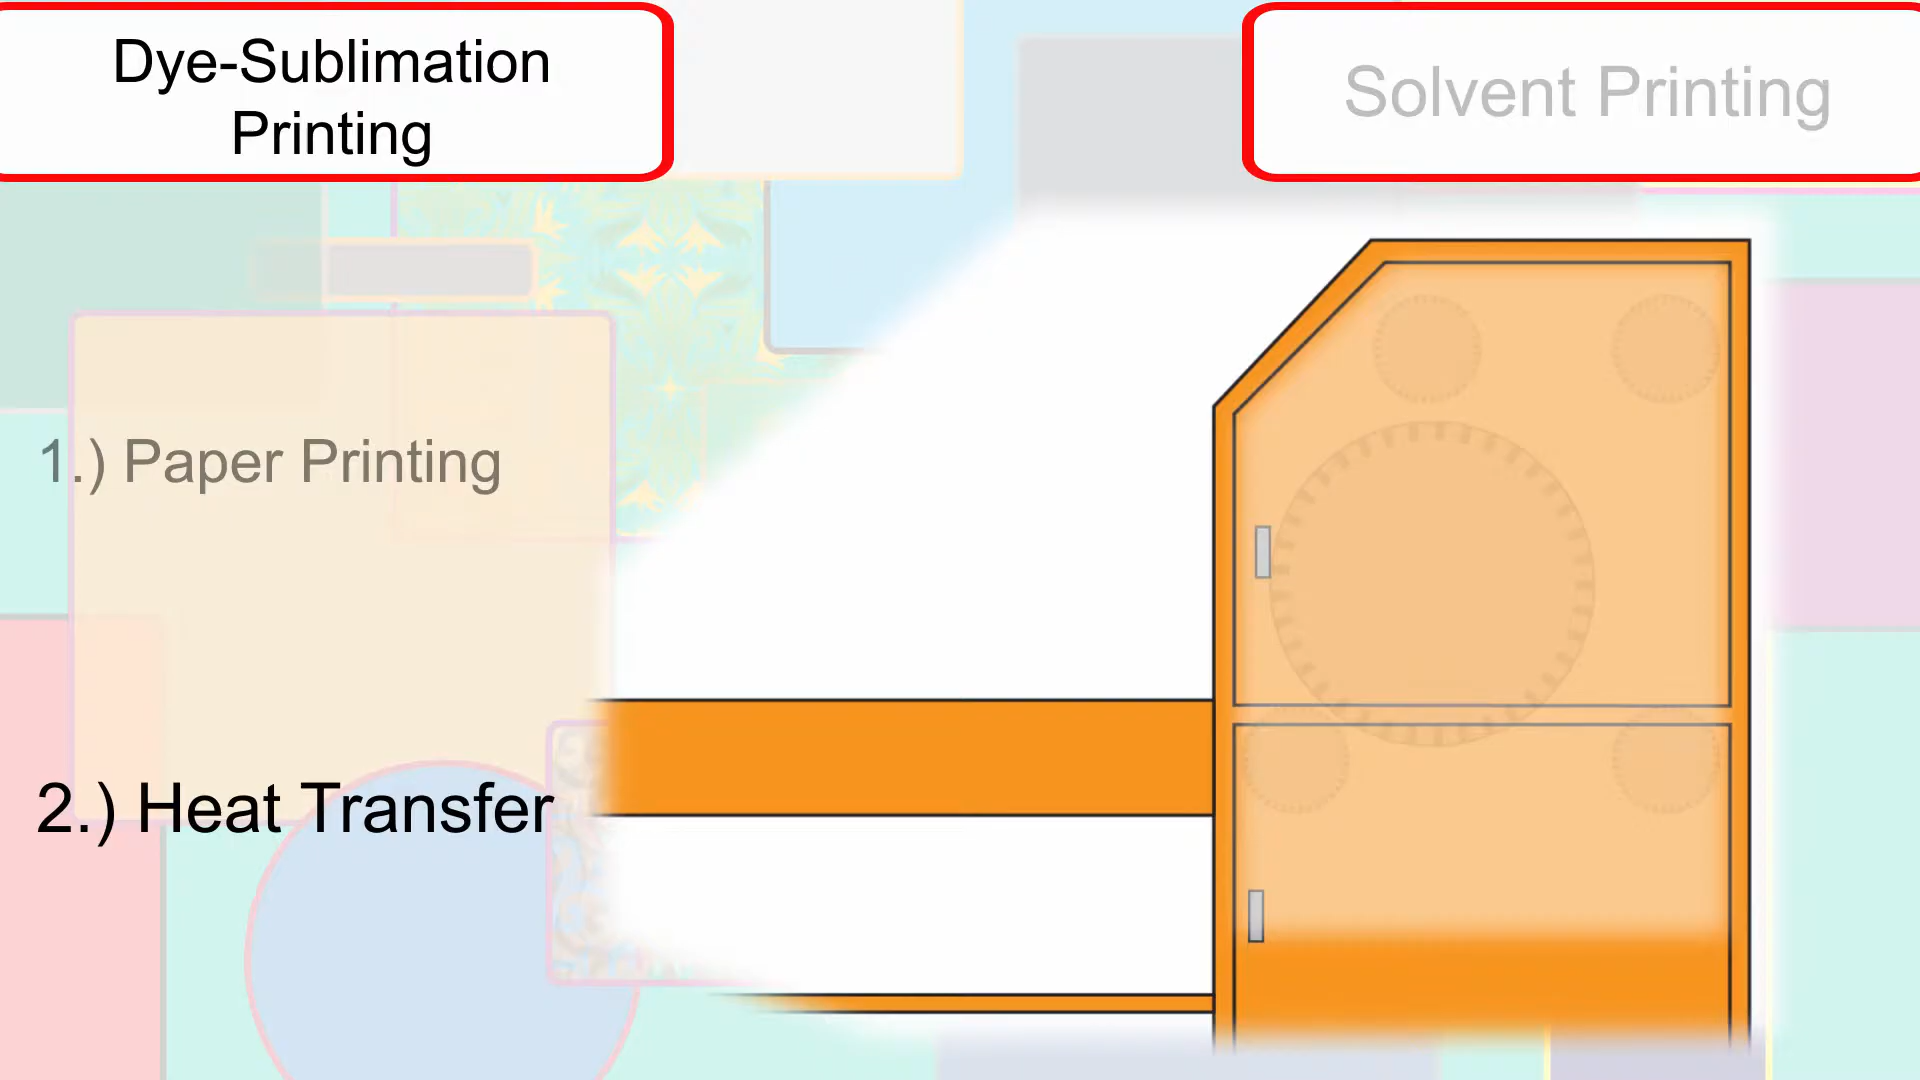 Dye-Sublimation
Printing
Solvent Printing
1.) Paper Printing
2.) Heat Transfer